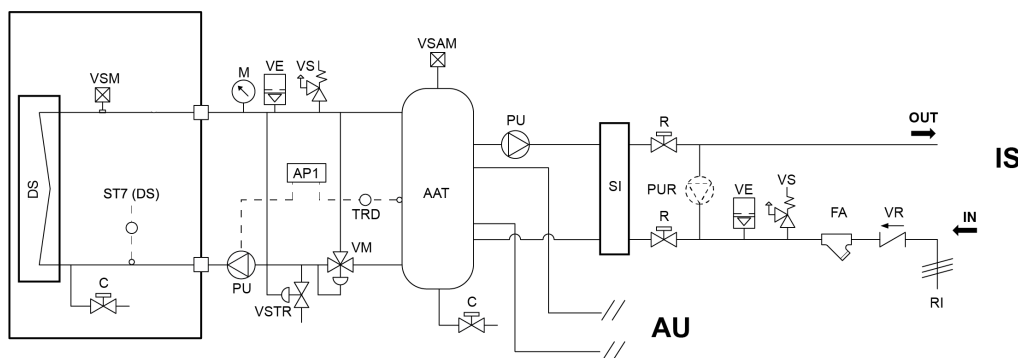 VSAM
VSM
M
VE
VS
PU
R
OUT
IS
AP1
TRD
AAT
SI
PUR
VE
VS
DS
ST7 (DS)
R
FA
VR
IN
PU
VM
VSTR
C
C
RI
AU